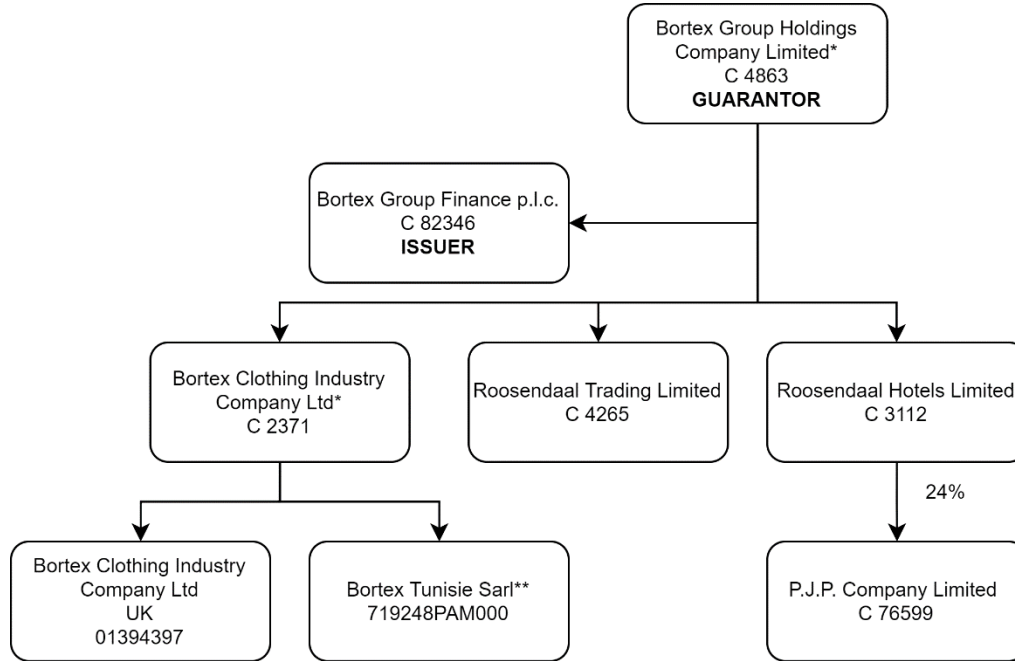 Bortex Group Holdings
Company Limited*
C 4863
GUARANTOR
Bortex Group Finance p.l.c.
C 82346
ISSUER
Bortex Clothing Industry
Company Ltd*
C 2371
Roosendaal Trading Limited
C 4265
Roosendaal Hotels Limited
C 3112
24%
Bortex Clothing Industry
Company Ltd
UK
01394397
Bortex Tunisie Sarl**
719248PAM000
P.J.P. Company Limited
C 76599